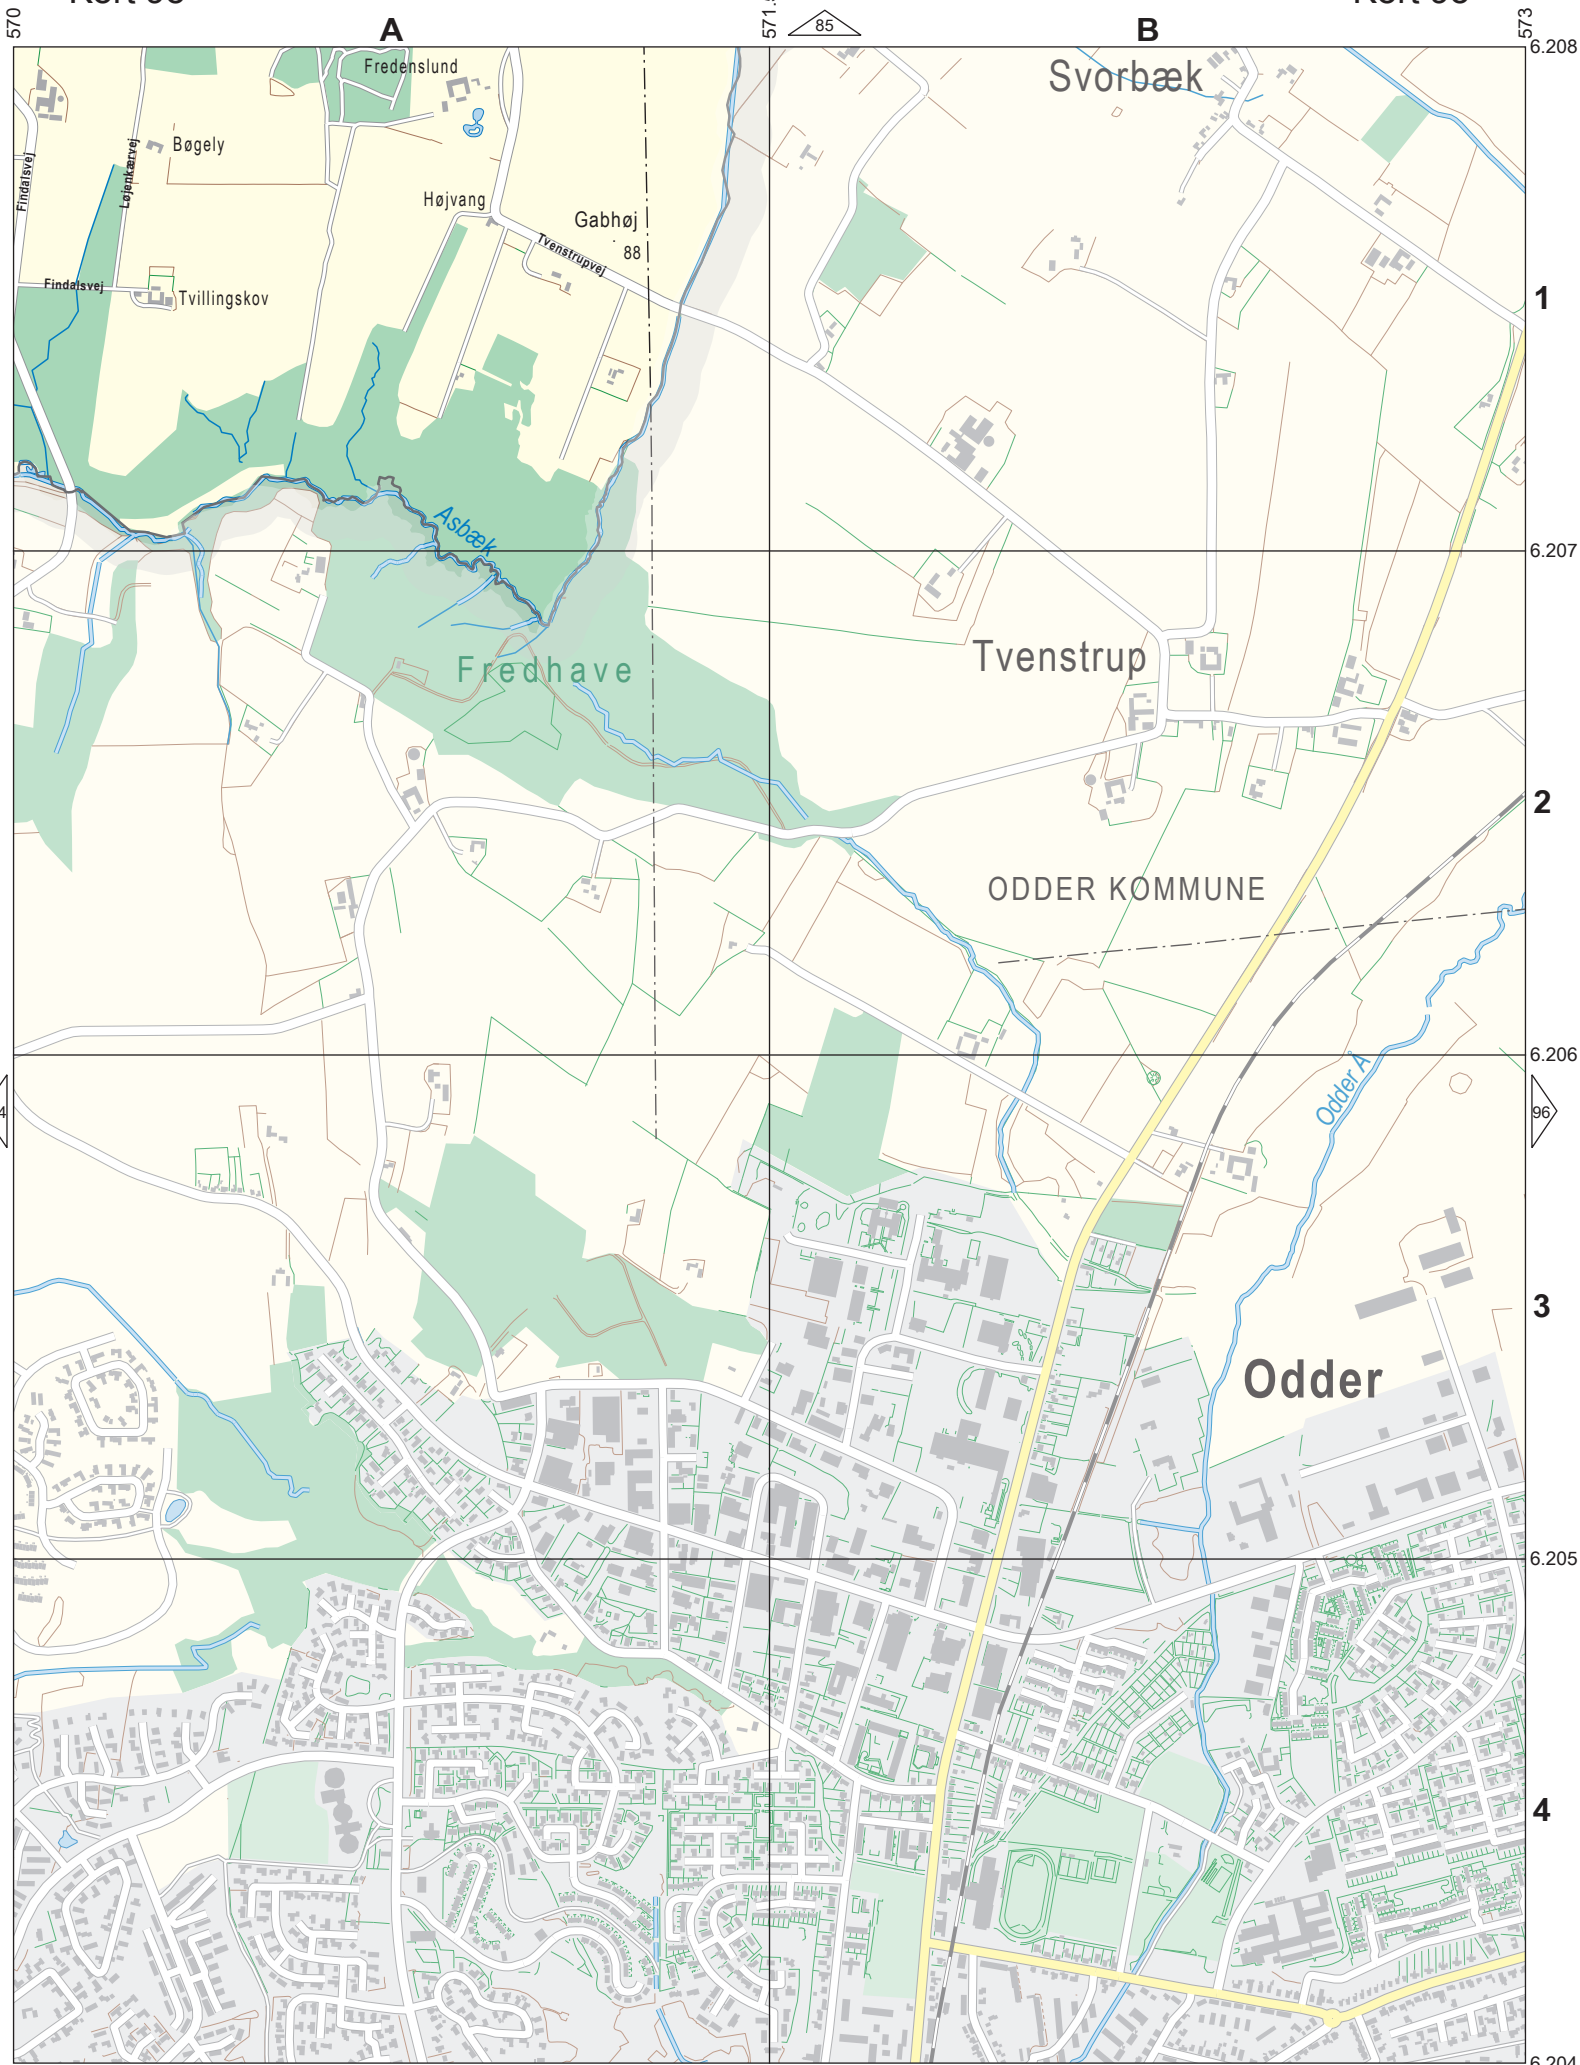 570
A
571.
85
B
573
6.208
Fredenslund
Svorbæk
Bøgely
Findalsvej
Løjenkærvej
Højvang
Gabhøj
88
Tvenstrupvej
Findalsvej
Tvillingskov
1
Asbæk
6.207
Fredhave
Tvenstrup
2
ODDER KOMMUNE
6.206
4
96
Odder Å
3
Odder
6.205
4
6.204